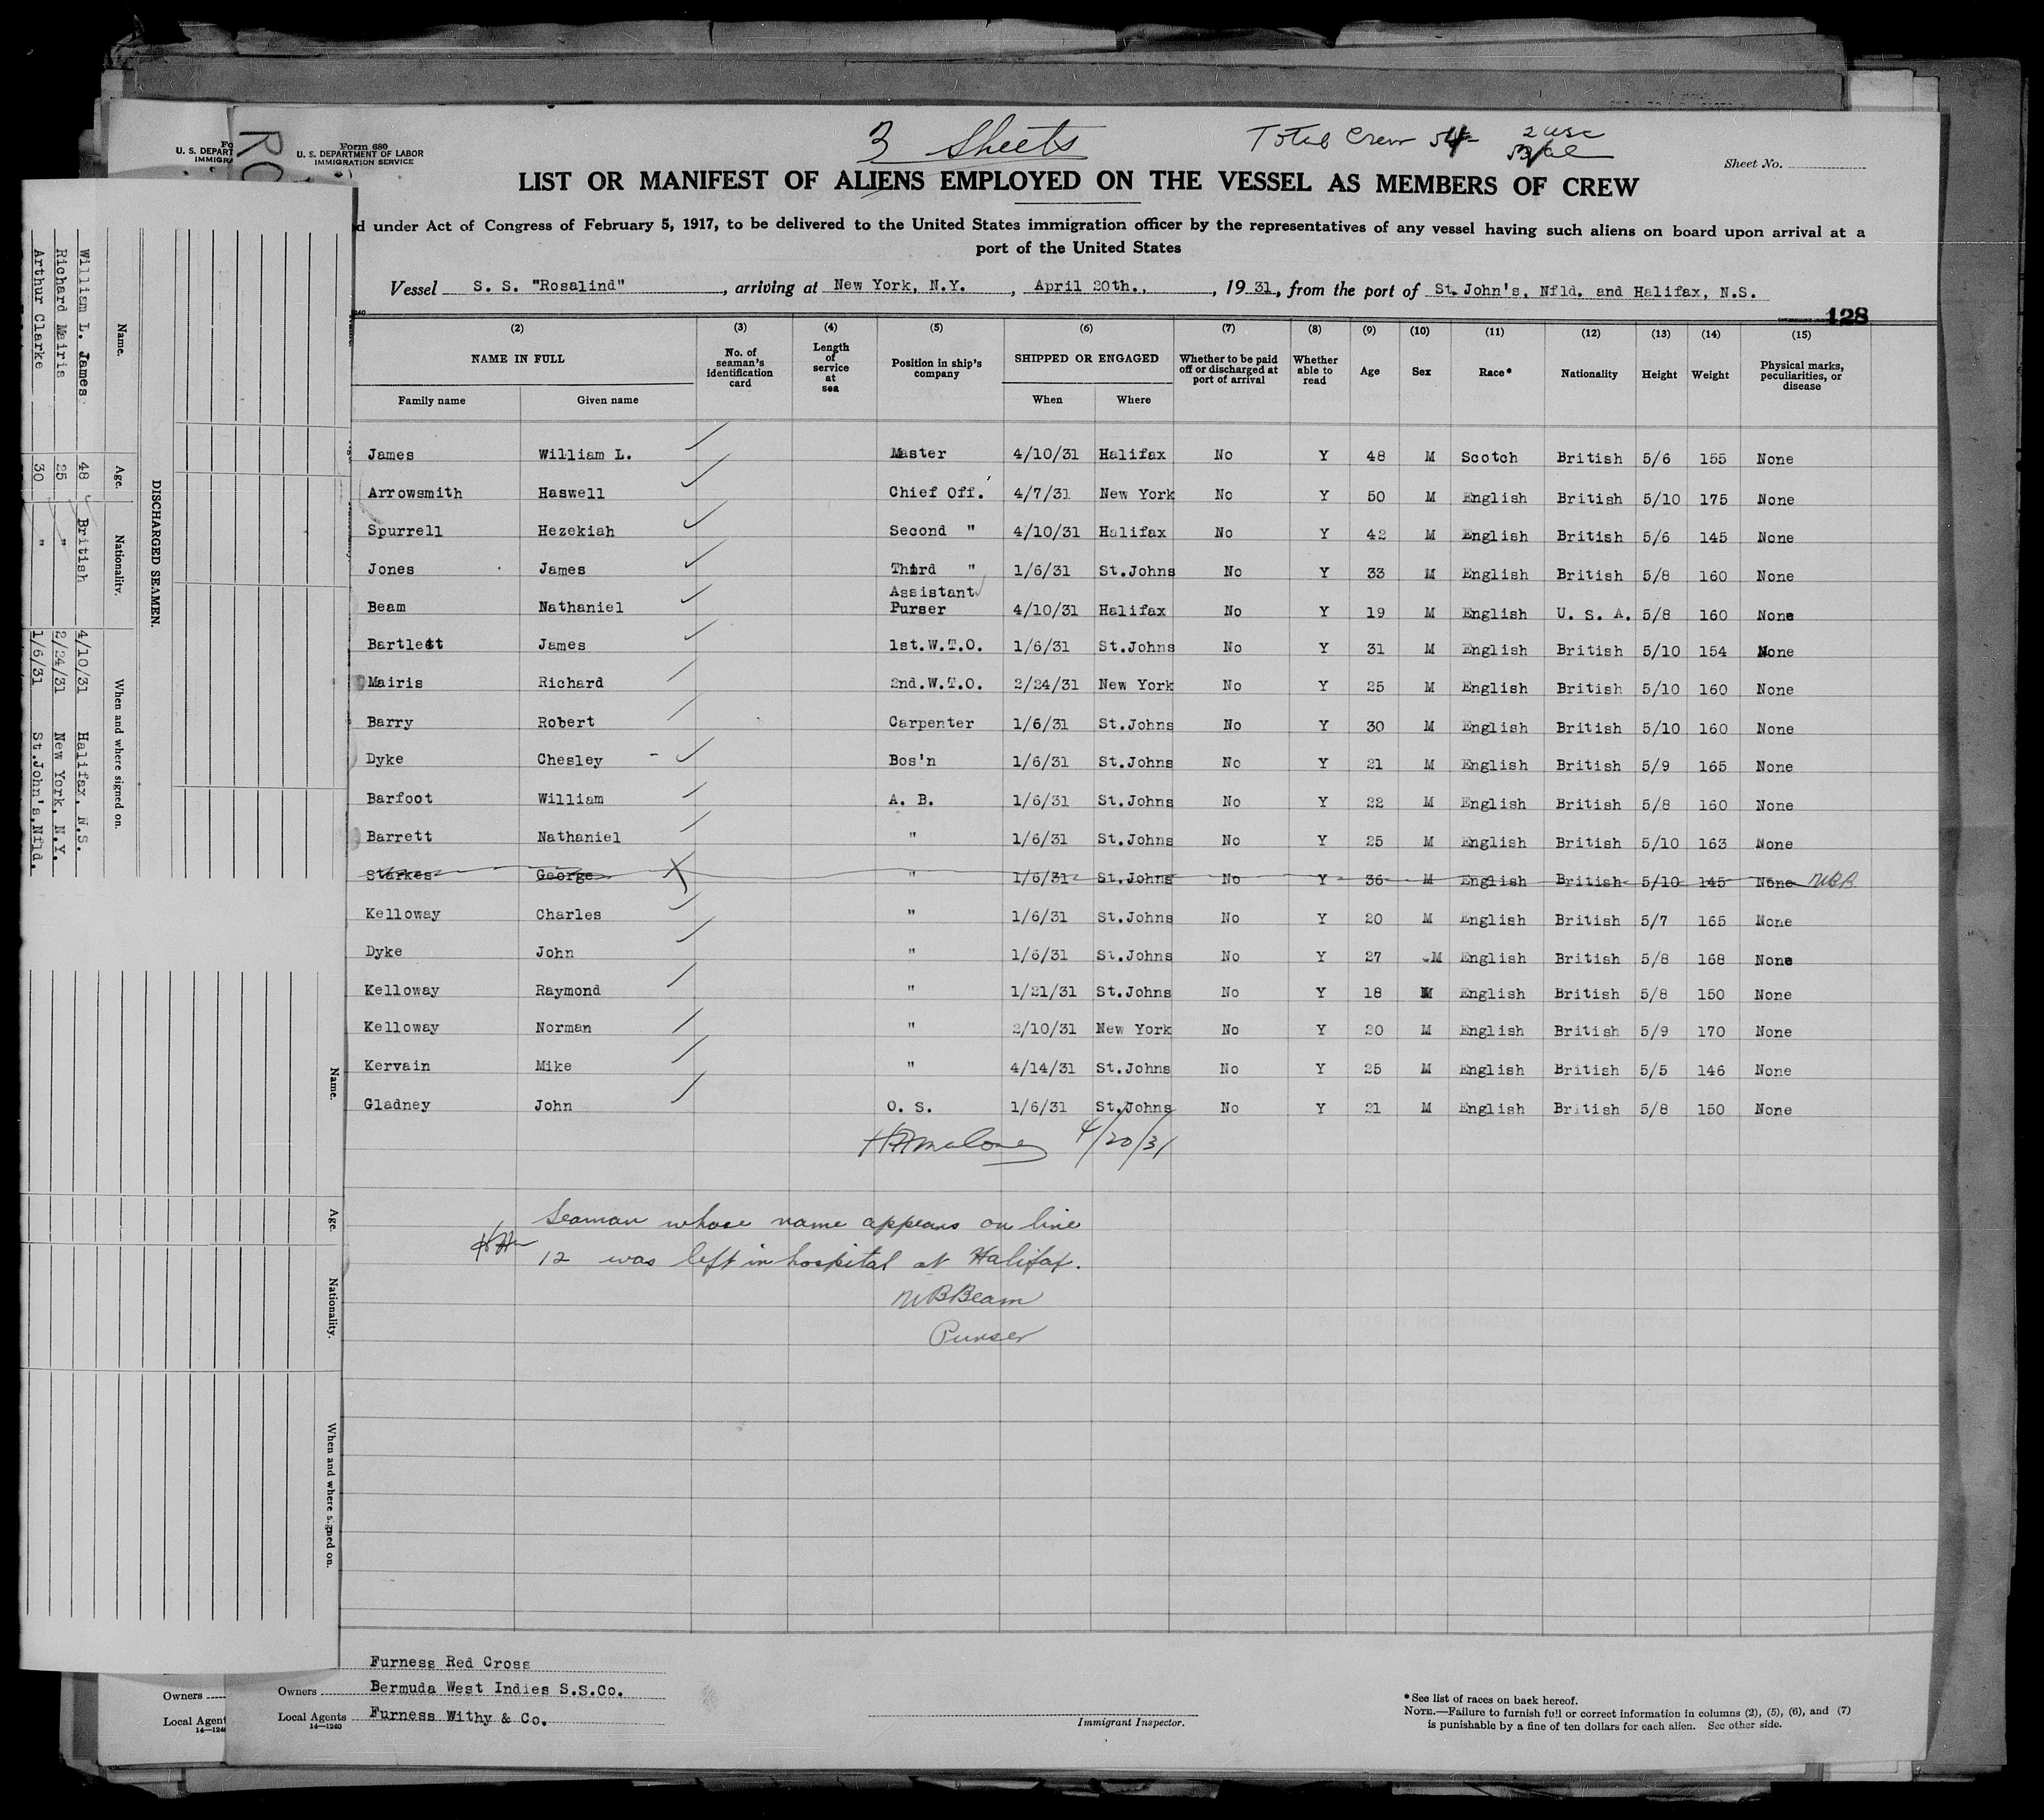 3 Sheets
Total Crew 54
2 USC
Form 680
U. S. DEPARTMENT OF LABOR
IMMIGRATION SERVICE
Sheet No.
LIST OR MANIFEST OF ALIENS EMPLOYED ON THE VESSEL AS MEMBERS OF CREW
d under Act of Congress of February 5, 1917, to be delivered to the United States immigration officer by the representatives of any vessel having such aliens on board upon arrival at a
port of the United States
Vessel S. S. "Rosalind", arriving at New York, N.Y., April 20th., 1931, from the port of St. John's, Nfld. and Halifax, N.S.
128
(2) (3) (4) (5) (6) (7) (8) (9) (10) (11) (12) (13) (14) (15)
NAME IN FULL No. of seaman's identification card Length of service at sea Position in ship's company SHIPPED OR ENGAGED Whether to be paid off or discharged at port of arrival Whether able to read Age Sex Race* Nationality Height Weight Physical marks, peculiarities, or disease
Family name Given name When Where
James William L. Master 4/10/31 Halifax No Y 48 M Scotch British 5/6 155 None
Arrowsmith Haswell Chief Off. 4/7/31 New York No Y 50 M English British 5/10 175 None
Spurrell Hezekiah Second " 4/10/31 Halifax No Y 42 M English British 5/6 145 None
Jones James Third " 1/6/31 St.Johns No Y 33 M English British 5/8 160 None
Beam Nathaniel Assistant Purser 4/10/31 Halifax No Y 19 M English U. S. A. 5/8 160 None
Bartlett James 1st.W.T.O. 1/6/31 St.Johns No Y 31 M English British 5/10 154 None
Mairis Richard 2nd.W.T.O. 2/24/31 New York No Y 25 M English British 5/10 160 None
Barry Robert Carpenter 1/6/31 St.Johns No Y 30 M English British 5/10 160 None
Dyke Chesley - Bos'n 1/6/31 St.Johns No Y 21 M English British 5/9 165 None
Barfoot William A. B. 1/6/31 St.Johns No Y 22 M English British 5/8 160 None
Barrett Nathaniel " 1/6/31 St.Johns No Y 25 M English British 5/10 163 None
Starkes George X " 1/6/31 St.Johns No Y 36 M English British 5/10 145 None NBB
Kelloway Charles " 1/6/31 St.Johns No Y 20 M English British 5/7 165 None
Dyke John " 1/6/31 St.Johns No Y 27 M English British 5/8 168 None
Kelloway Raymond " 1/21/31 St.Johns No Y 18 M English British 5/8 150 None
Kelloway Norman " 2/10/31 New York No Y 20 M English British 5/9 170 None
Kervain Mike " 4/14/31 St.Johns No Y 25 M English British 5/5 146 None
Gladney John O. S. 1/6/31 St.Johns No Y 21 M English British 5/8 150 None
4/20/31
Seaman whose name appears on line
12 was left in hospital at Halifax.
NBBeam
Purser
Furness Red Cross
Owners Bermuda West Indies S.S.Co.
Local Agents Furness Withy & Co.
14—1240
Immigrant Inspector.
*See list of races on back hereof.
NOTE.—Failure to furnish full or correct information in columns (2), (5), (6), and (7)
is punishable by a fine of ten dollars for each alien. See other side.
DISCHARGED SEAMEN.
Name. Age. Nationality. When and where signed on.
William L. James 48 British 4/10/31 Halifax, N.S.
Richard Mairis 25 " 2/24/31 New York, N.Y.
Arthur Clarke 30 " 1/6/31 St.John's,Nfld.
Name. Age. Nationality. When and where signed on.
U. S. DEPART
IMMIGRA
Owners
Local Agent
14—124